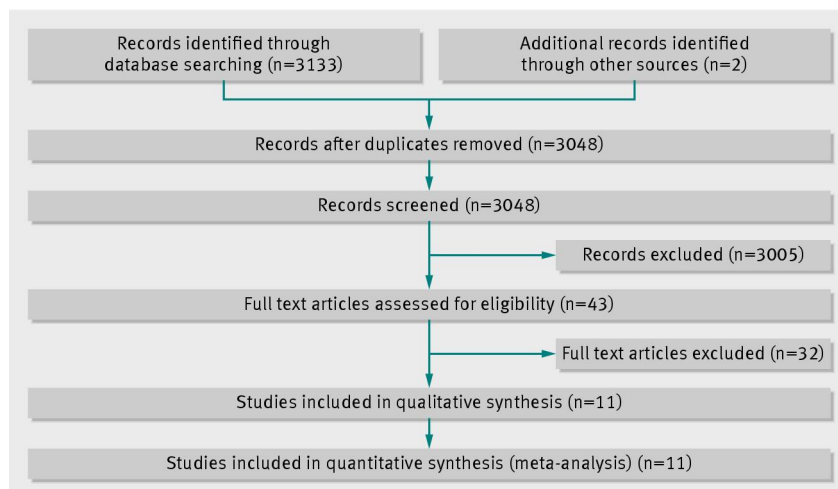 Records identified through
database searching (n=3133)
Additional records identified
through other sources (n=2)
Records after duplicates removed (n=3048)
Records screened (n=3048)
Records excluded (n=3005)
Full text articles assessed for eligibility (n=43)
Full text articles excluded (n=32)
Studies included in qualitative synthesis (n=11)
Studies included in quantitative synthesis (meta-analysis) (n=11)